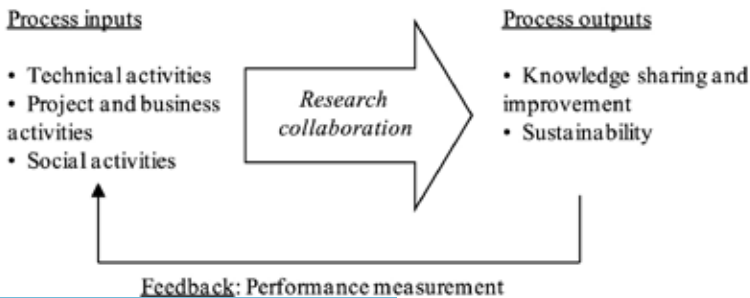 Process inputs
• Technical activities
• Project and business
activities
• Social activities
Research
collaboration
Process outputs
• Knowledge sharing and
improvement
• Sustainability
Feedback: Performance measurement